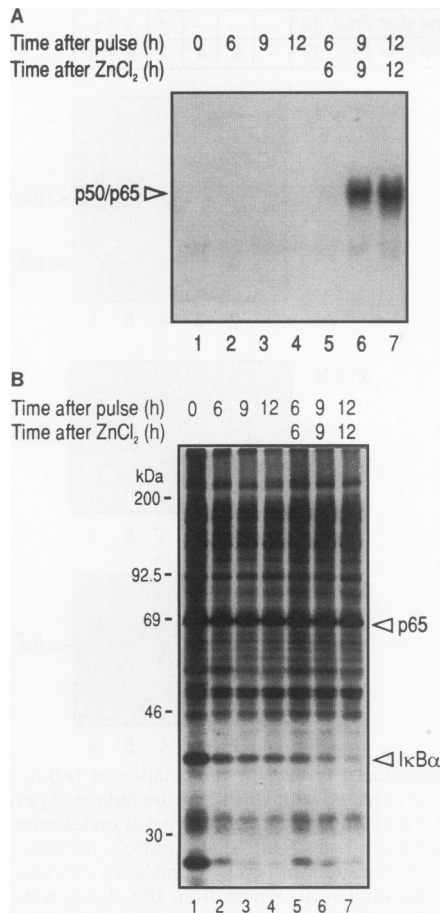 A
Time after pulse (h) 0 6 9 12 6 9 12
Time after ZnCl₂ (h) 6 9 12
p50/p65
1 2 3 4 5 6 7
B
Time after pulse (h) 0 6 9 12 6 9 12
Time after ZnCl₂ (h) 6 9 12
kDa
200
92.5
69
p65
46
IκBα
30
1 2 3 4 5 6 7